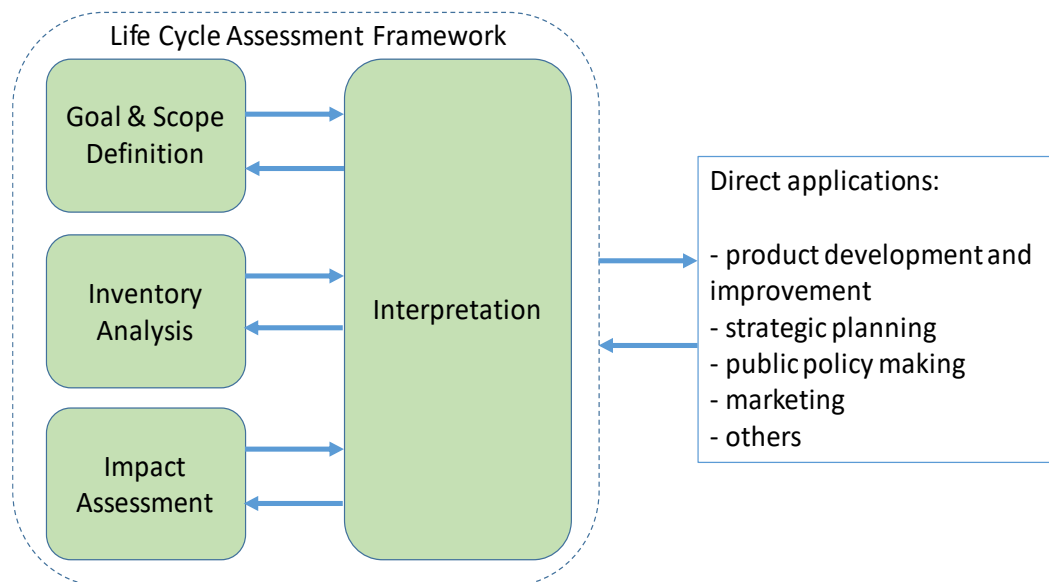 Life Cycle Assessment Framework
Goal & Scope
Definition
Inventory
Analysis
Impact
Assessment
Interpretation
Direct applications:
- product development and
improvement
- strategic planning
- public policy making
- marketing
- others